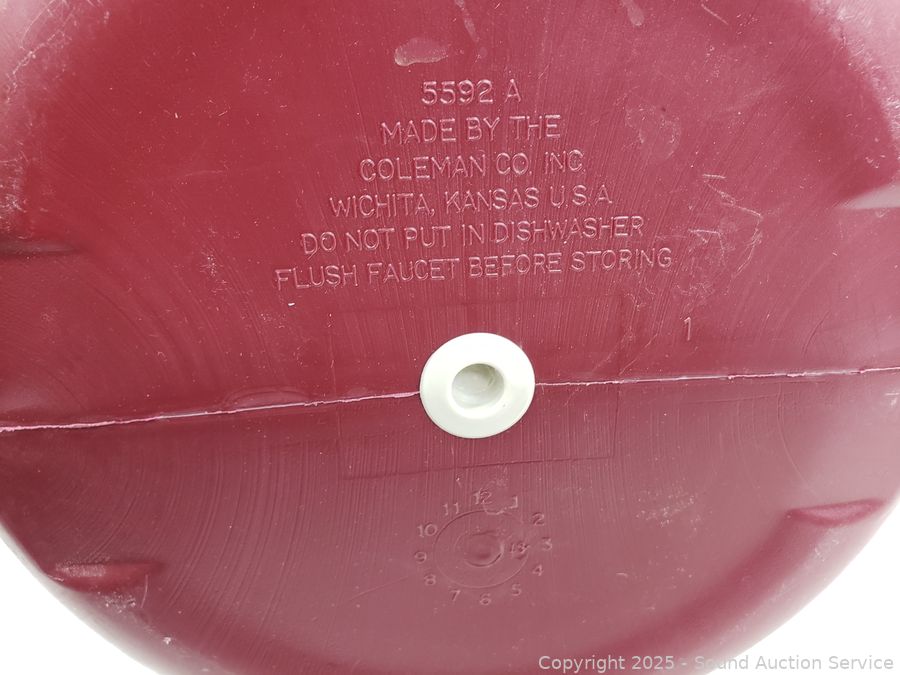 5592 A
MADE BY THE
COLEMAN CO. INC
WICHITA, KANSAS U.S.A.
DO NOT PUT IN DISHWASHER
FLUSH FAUCET BEFORE STORING
1
12
11 1
10 2
9 3
8 4
7 6 5
Copyright 2025 - Sound Auction Service